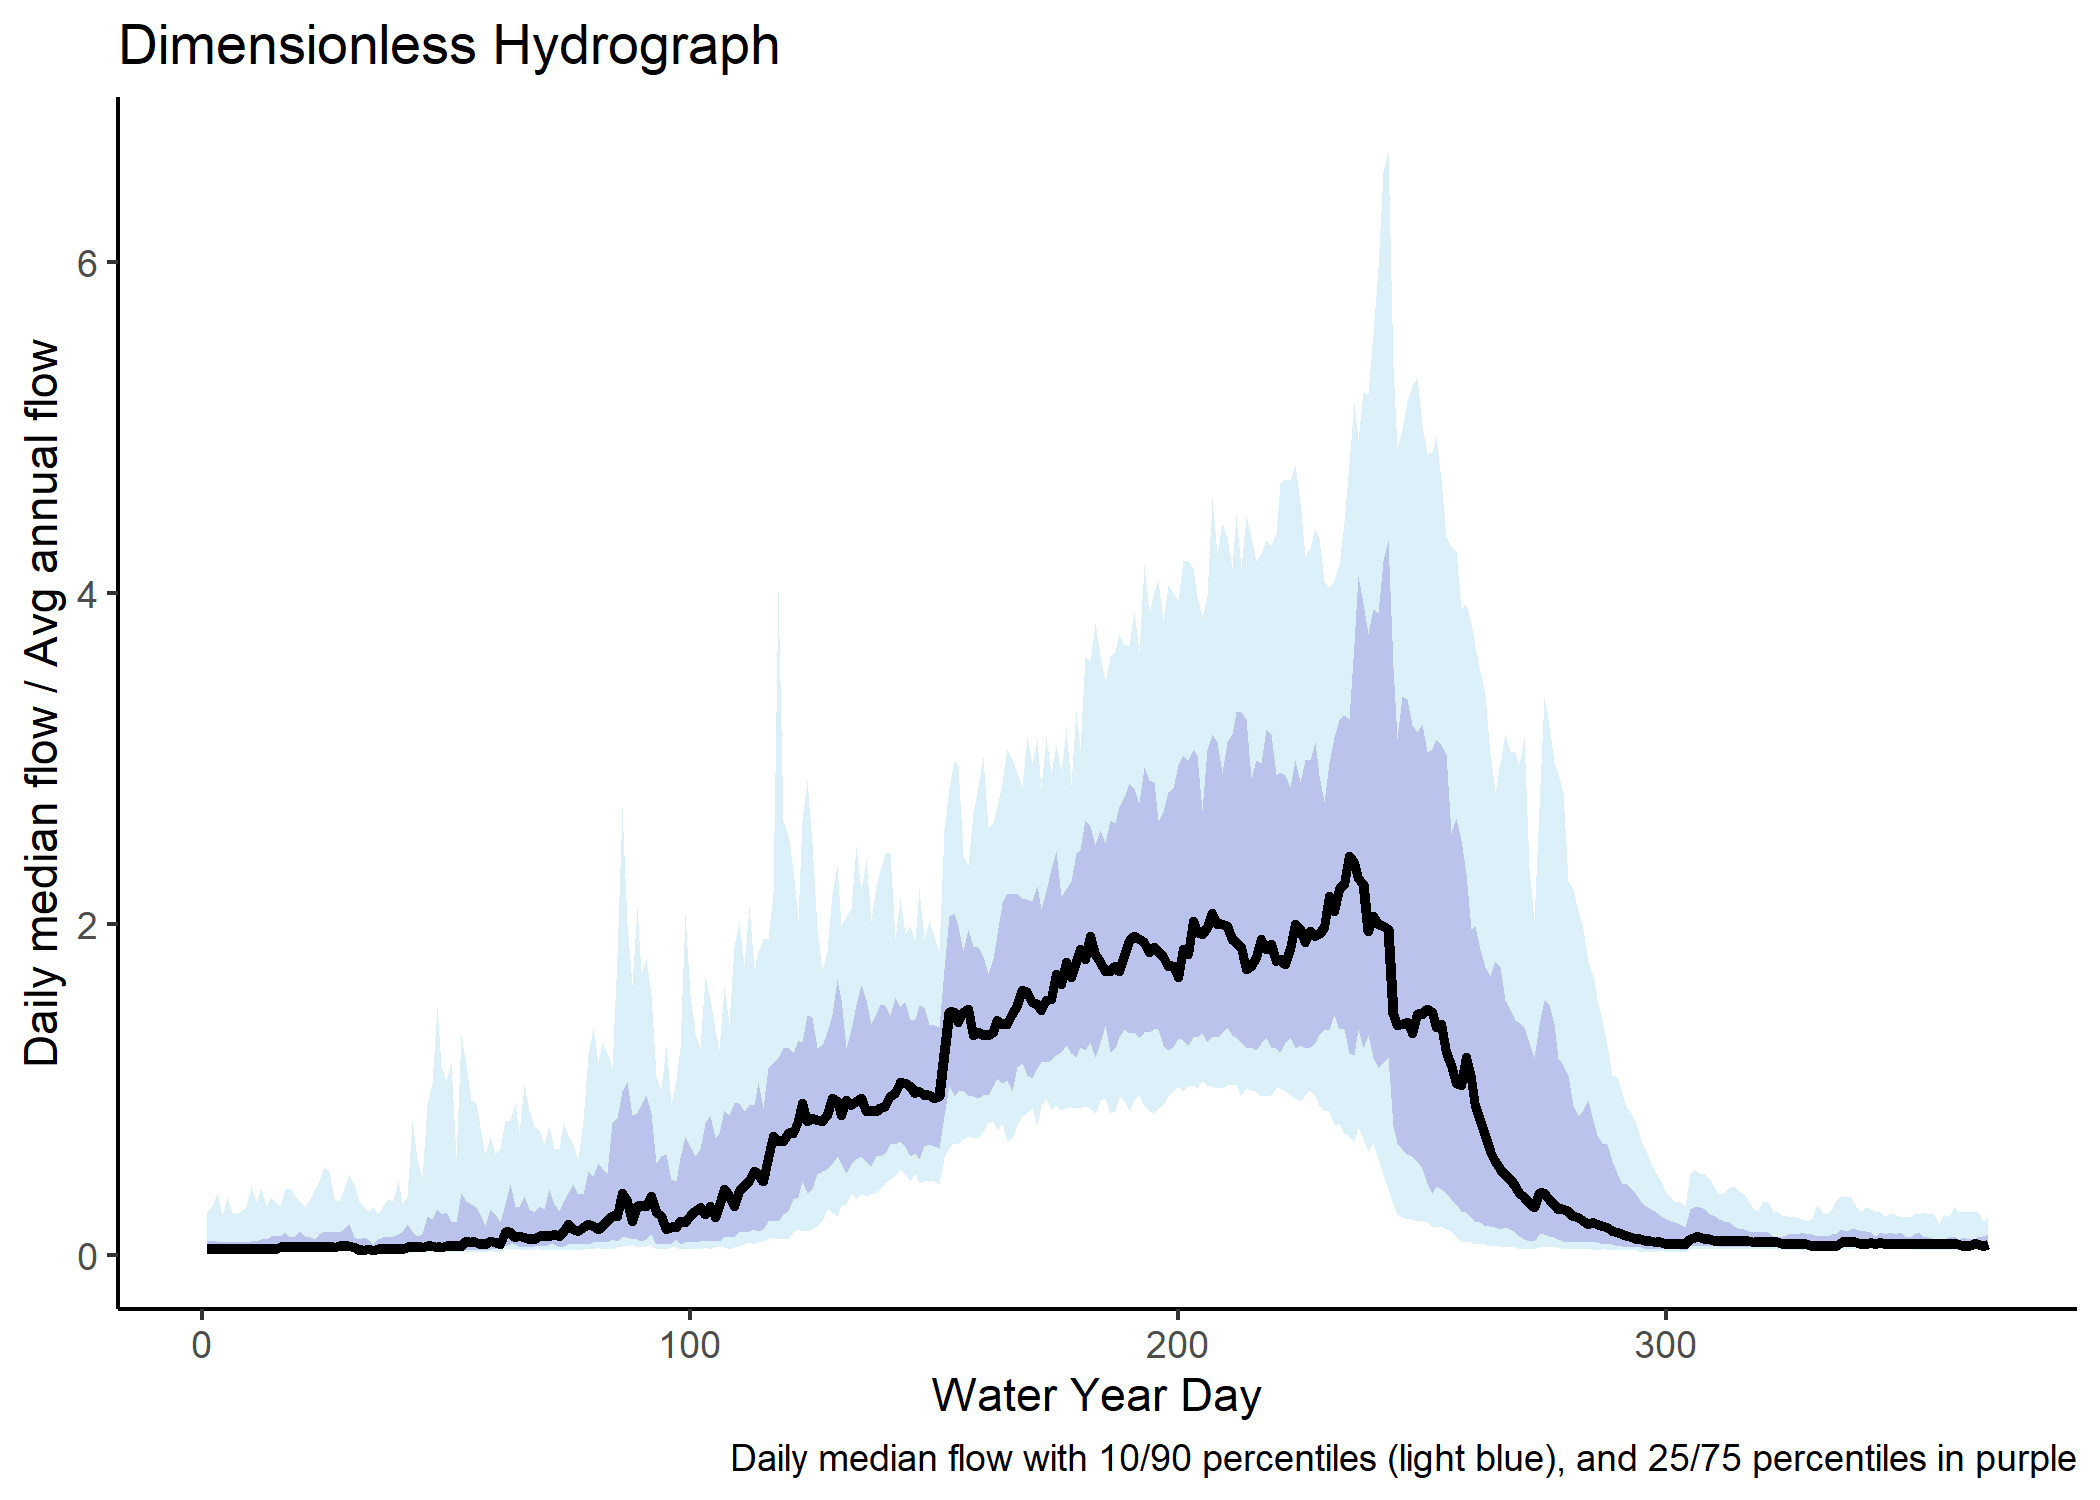 Dimensionless Hydrograph
Daily median flow / Avg annual flow
6
4
2
0
0
100
200
300
Water Year Day
Daily median flow with 10/90 percentiles (light blue), and 25/75 percentiles in purple